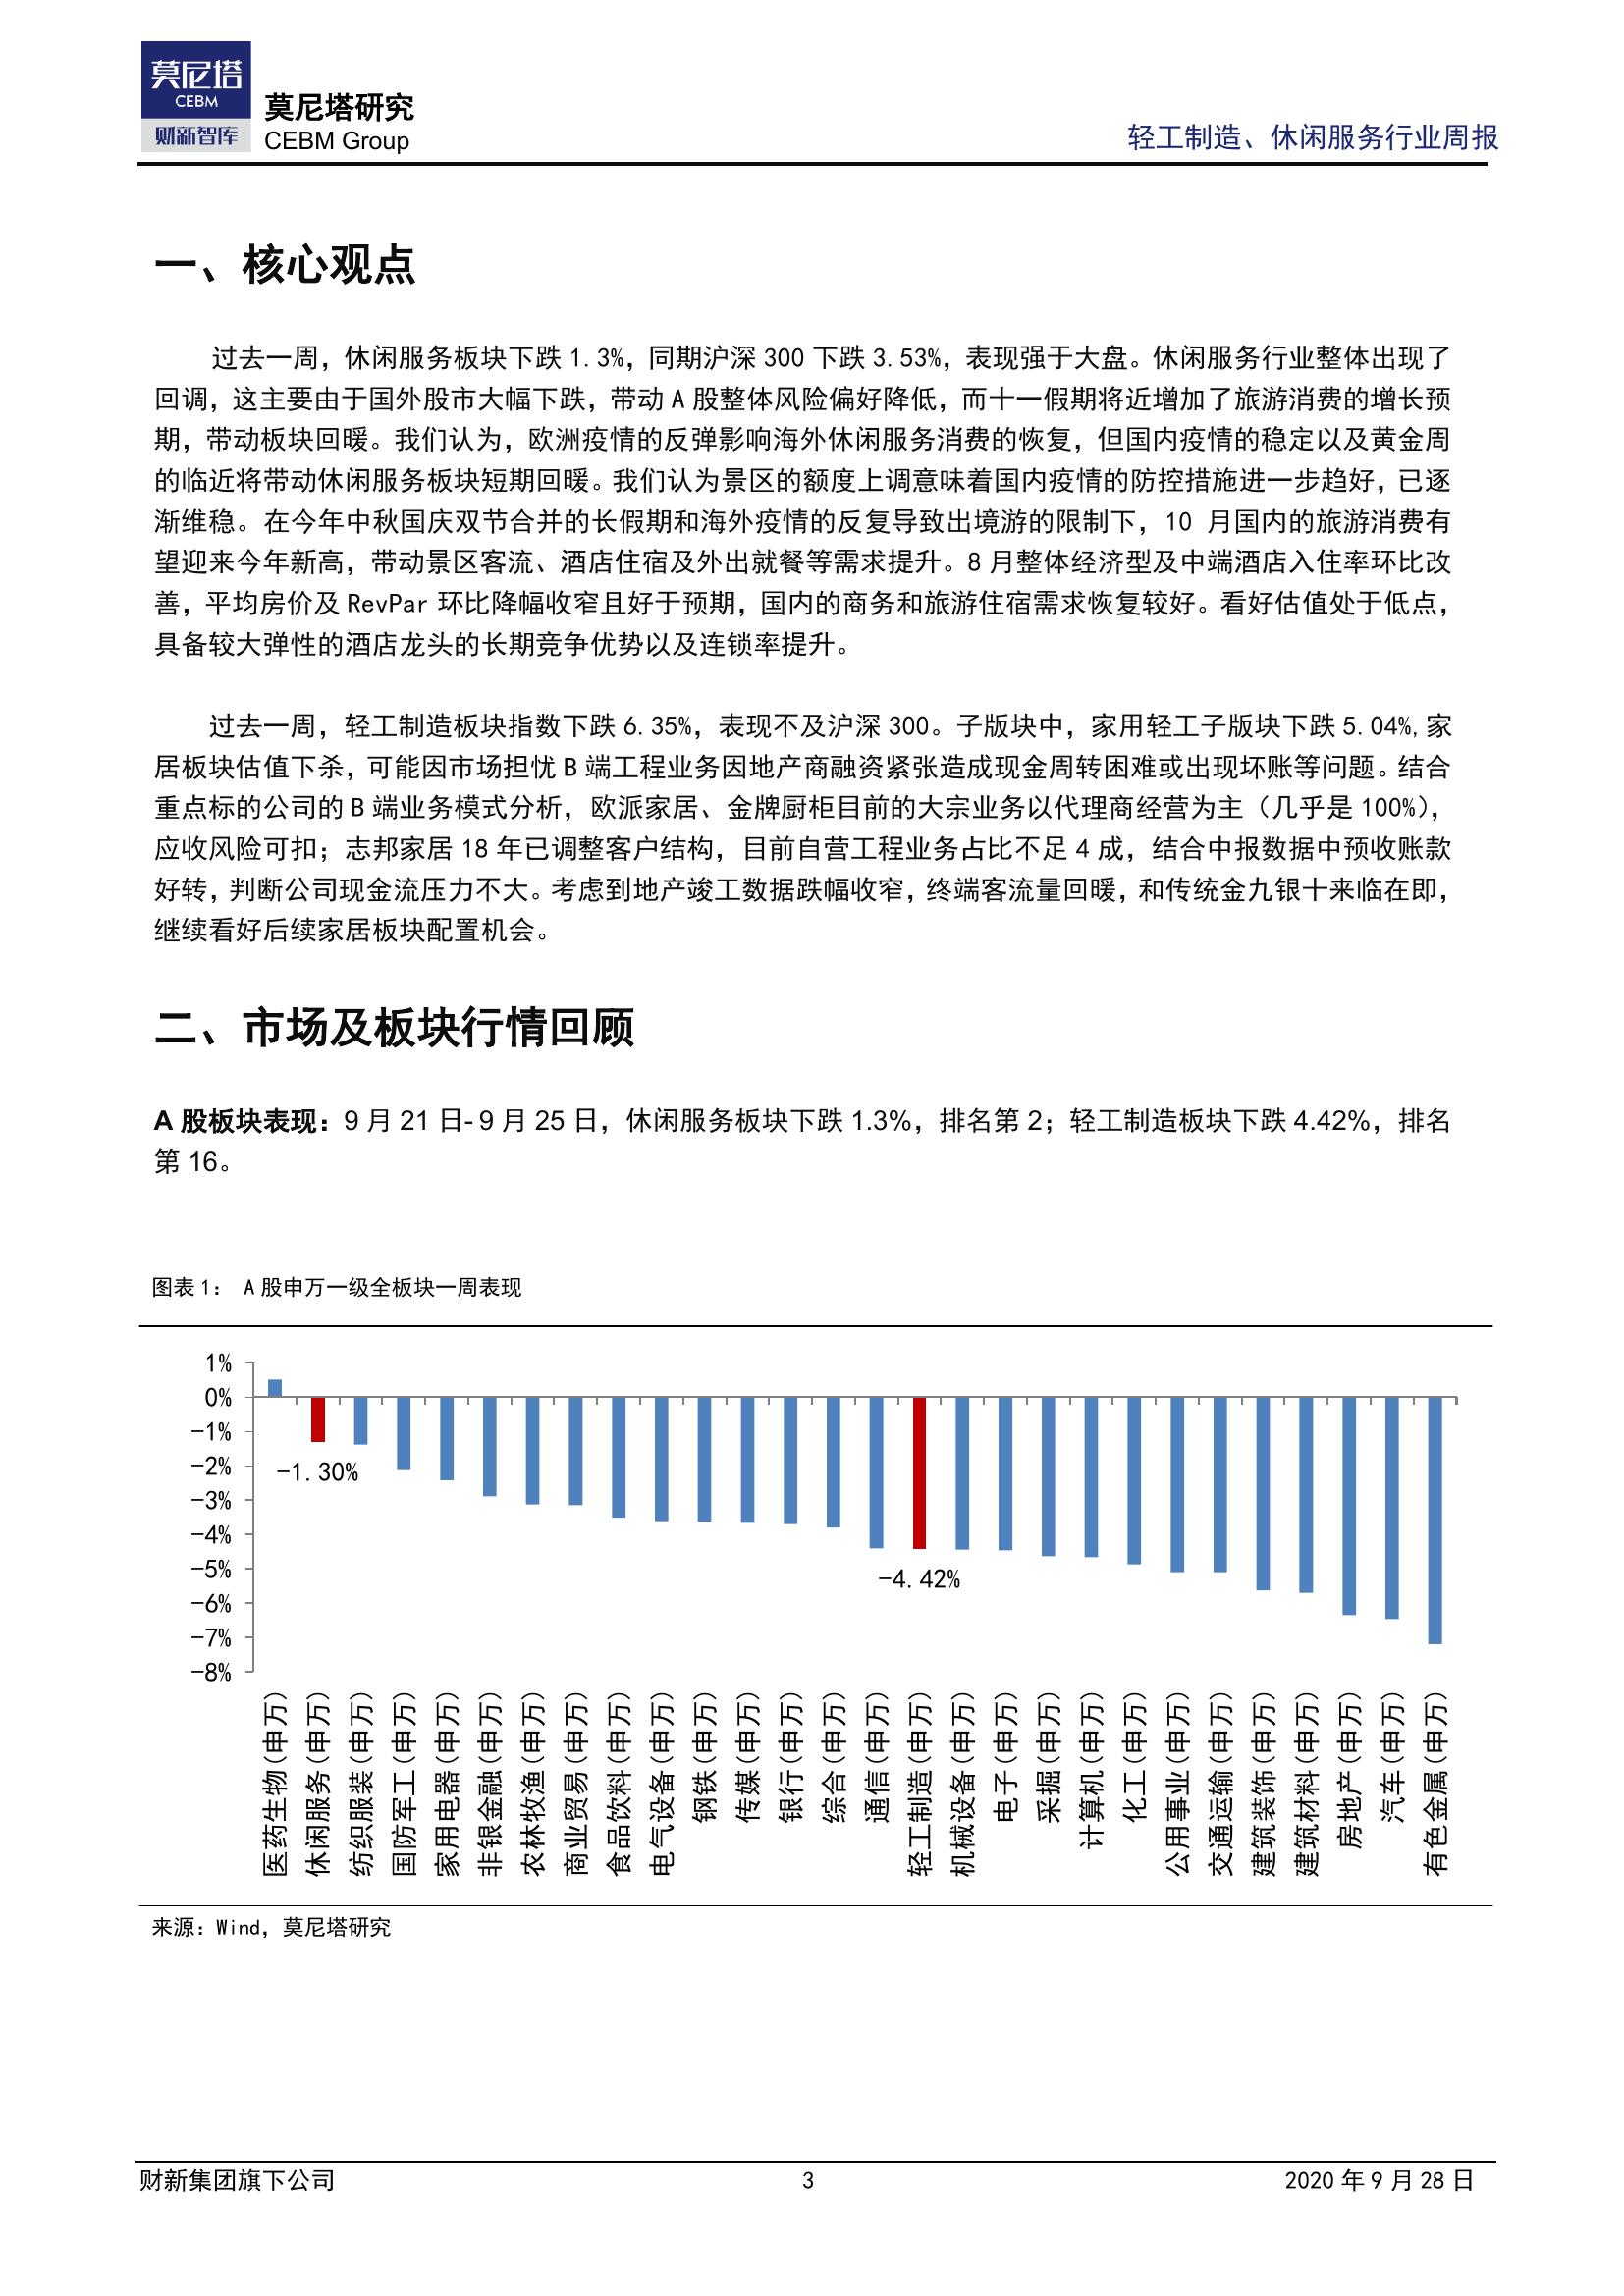 莫尼塔
CEBM
财新智库
莫尼塔研究
CEBM Group
轻工制造、休闲服务行业周报
一、核心观点
过去一周，休闲服务板块下跌 1.3%，同期沪深 300 下跌 3.53%，表现强于大盘。休闲服务行业整体出现了
回调，这主要由于国外股市大幅下跌，带动 A 股整体风险偏好降低，而十一假期将近增加了旅游消费的增长预
期，带动板块回暖。我们认为，欧洲疫情的反弹影响海外休闲服务消费的恢复，但国内疫情的稳定以及黄金周
的临近将带动休闲服务板块短期回暖。我们认为景区的额度上调意味着国内疫情的防控措施进一步趋好，已逐
渐维稳。在今年中秋国庆双节合并的长假期和海外疫情的反复导致出境游的限制下，10 月国内的旅游消费有
望迎来今年新高，带动景区客流、酒店住宿及外出就餐等需求提升。8 月整体经济型及中端酒店入住率环比改
善，平均房价及 RevPar 环比降幅收窄且好于预期，国内的商务和旅游住宿需求恢复较好。看好估值处于低点，
具备较大弹性的酒店龙头的长期竞争优势以及连锁率提升。
过去一周，轻工制造板块指数下跌 6.35%，表现不及沪深 300。子版块中，家用轻工子版块下跌 5.04%,家
居板块估值下杀，可能因市场担忧 B 端工程业务因地产商融资紧张造成现金周转困难或出现坏账等问题。结合
重点标的公司的 B 端业务模式分析，欧派家居、金牌厨柜目前的大宗业务以代理商经营为主（几乎是 100%），
应收风险可扣；志邦家居 18 年已调整客户结构，目前自营工程业务占比不足 4 成，结合中报数据中预收账款
好转，判断公司现金流压力不大。考虑到地产竣工数据跌幅收窄，终端客流量回暖，和传统金九银十来临在即，
继续看好后续家居板块配置机会。
二、市场及板块行情回顾
A 股板块表现：9 月 21 日- 9 月 25 日，休闲服务板块下跌 1.3%，排名第 2；轻工制造板块下跌 4.42%，排名
第 16。
图表 1： A 股申万一级全板块一周表现
1%
0%
-1%
-2%
-3%
-4%
-5%
-6%
-7%
-8%
-1.30%
-4.42%
医药生物(申万)
休闲服务(申万)
纺织服装(申万)
国防军工(申万)
家用电器(申万)
非银金融(申万)
农林牧渔(申万)
商业贸易(申万)
食品饮料(申万)
电气设备(申万)
钢铁(申万)
传媒(申万)
银行(申万)
综合(申万)
通信(申万)
轻工制造(申万)
机械设备(申万)
电子(申万)
采掘(申万)
计算机(申万)
化工(申万)
公用事业(申万)
交通运输(申万)
建筑装饰(申万)
建筑材料(申万)
房地产(申万)
汽车(申万)
有色金属(申万)
来源：Wind，莫尼塔研究
财新集团旗下公司
3
2020 年 9 月 28 日